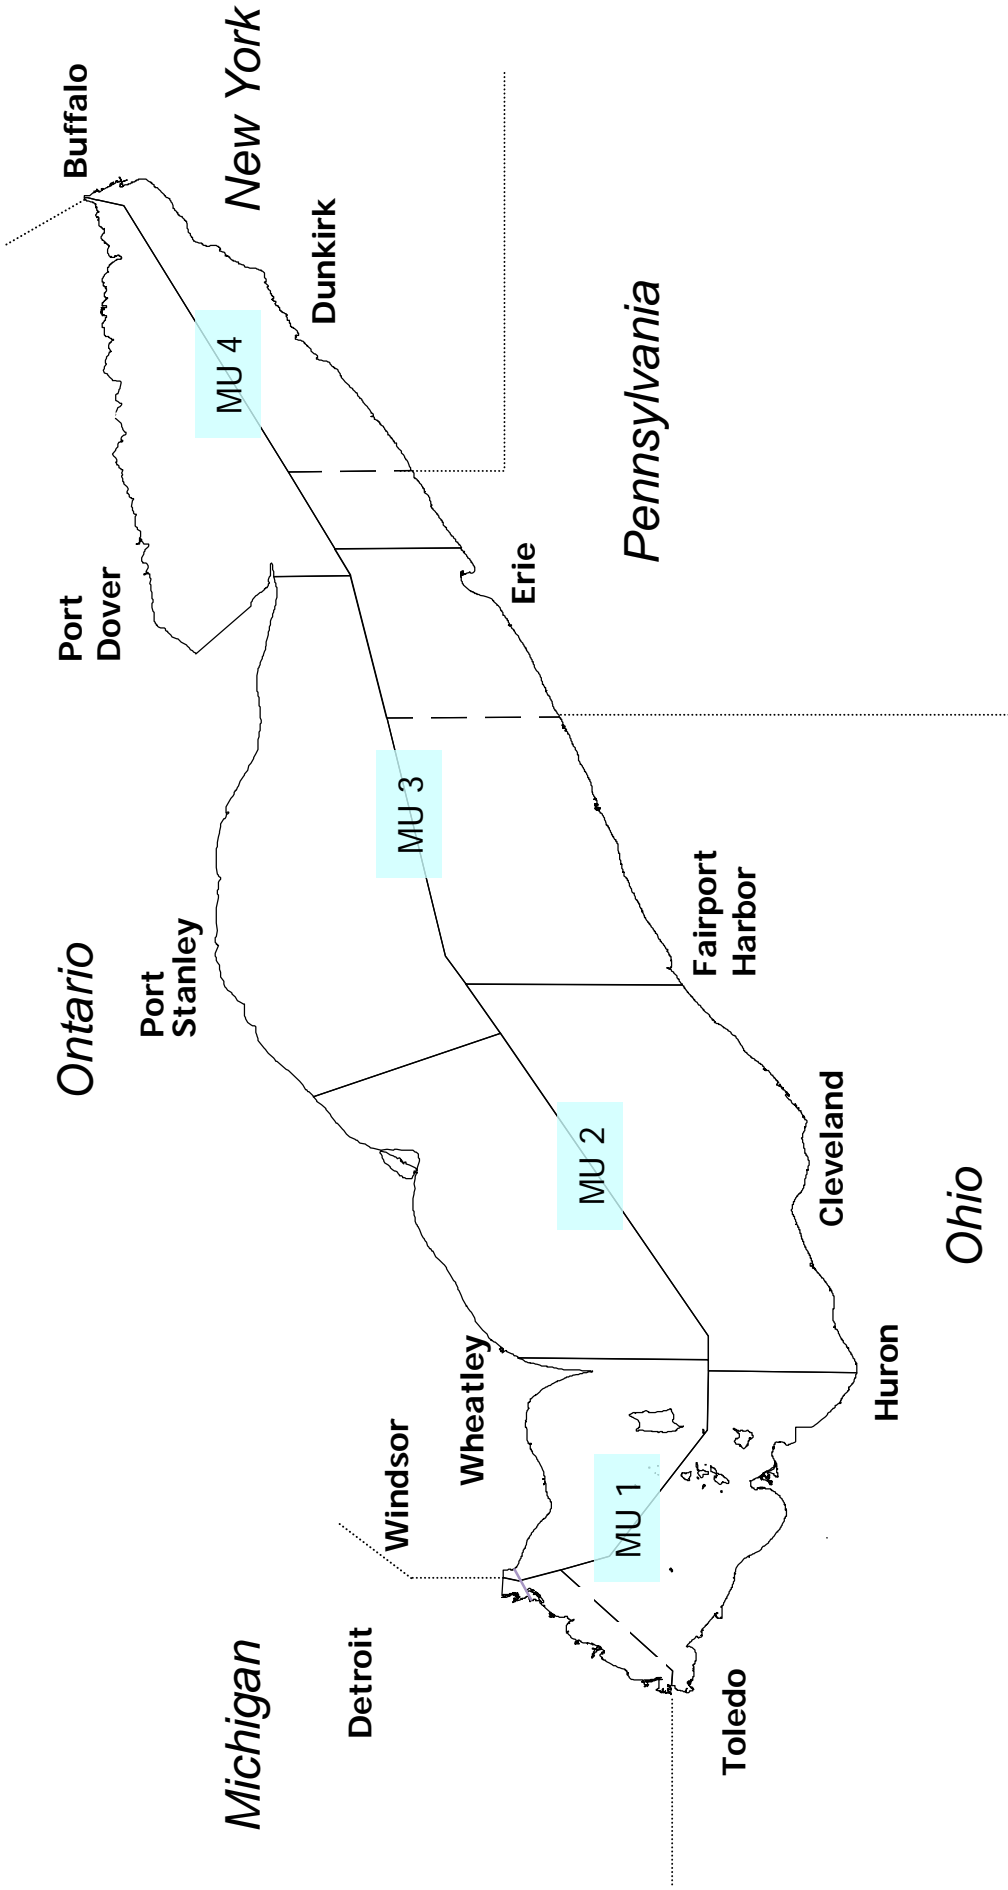 Ontario
Michigan
New York
Pennsylvania
Ohio
Buffalo
Dunkirk
Port
Dover
Erie
Port
Stanley
Fairport
Harbor
Cleveland
Wheatley
Windsor
Huron
Detroit
Toledo
MU 1
MU 2
MU 3
MU 4